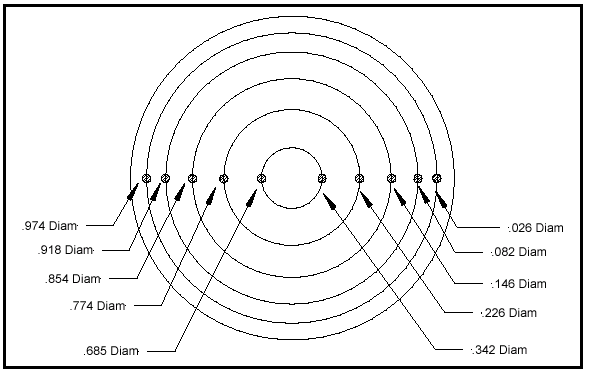 .974 Diam
.918 Diam
.854 Diam
.774 Diam
.685 Diam
.026 Diam
.082 Diam
.146 Diam
.226 Diam
.342 Diam